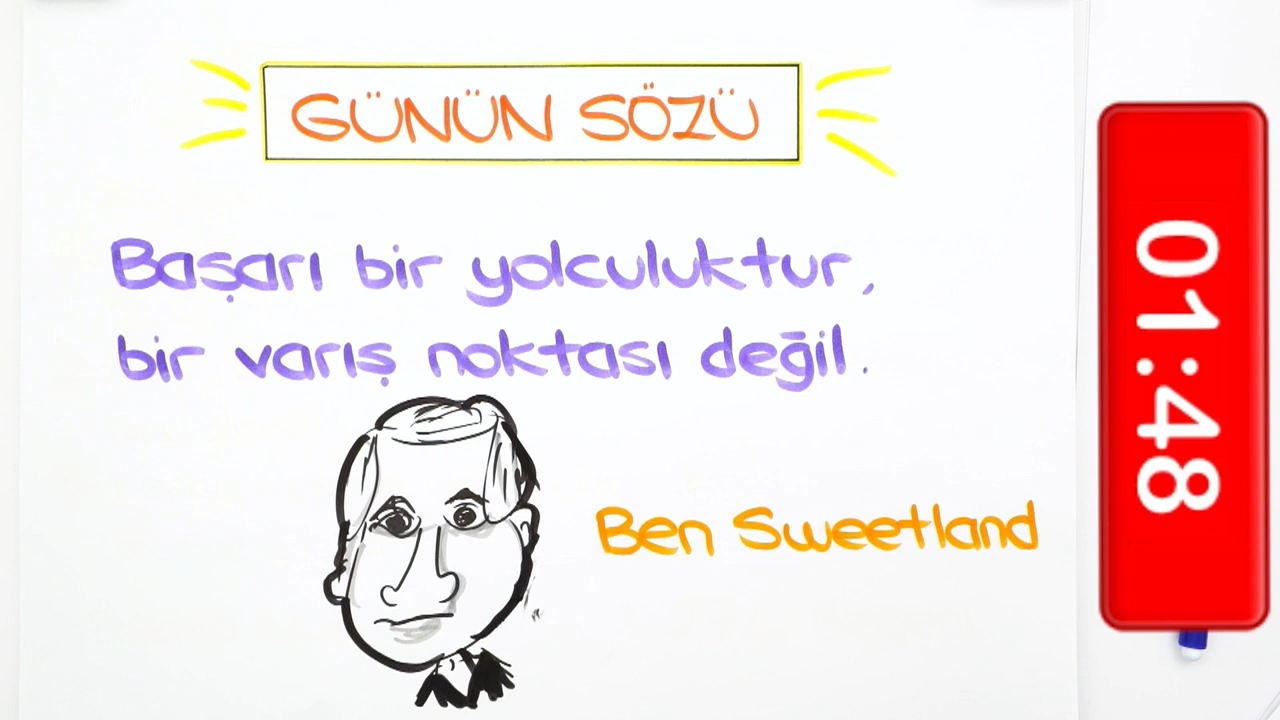 GÜNÜN SÖZÜ
Başarı bir yolculuktur,
bir varış noktası değil.
Ben Sweetland
01:48